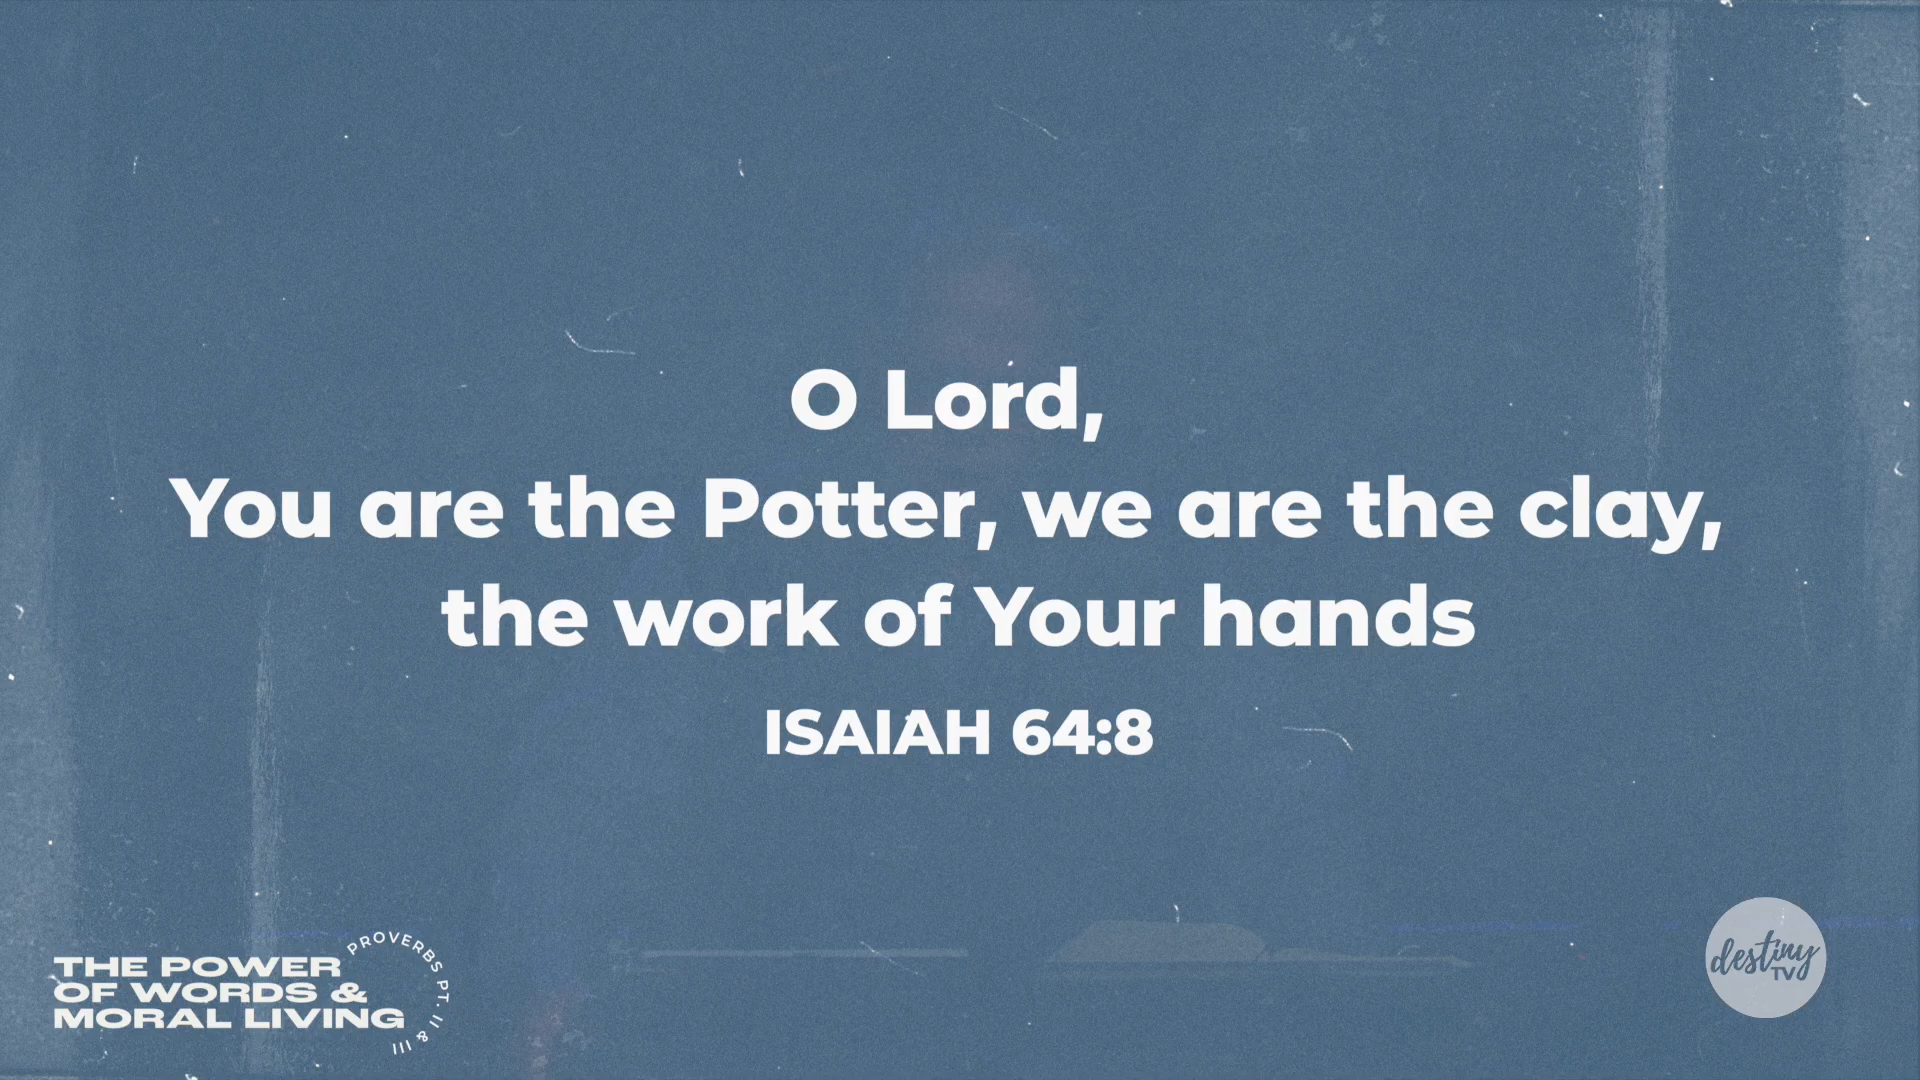 O Lord,
You are the Potter, we are the clay,
the work of Your hands
ISAIAH 64:8
THE POWER
OF WORDS &
MORAL LIVING
PROVERBS PT. II & III
destiny
TV